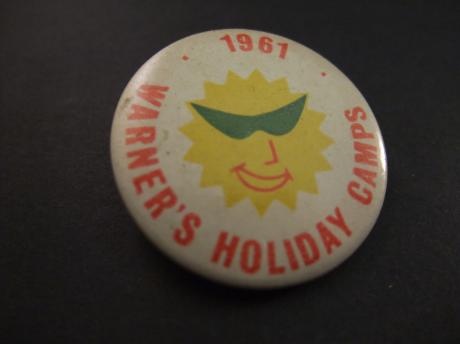 · 1961 ·
WARNER'S HOLIDAY CAMPS